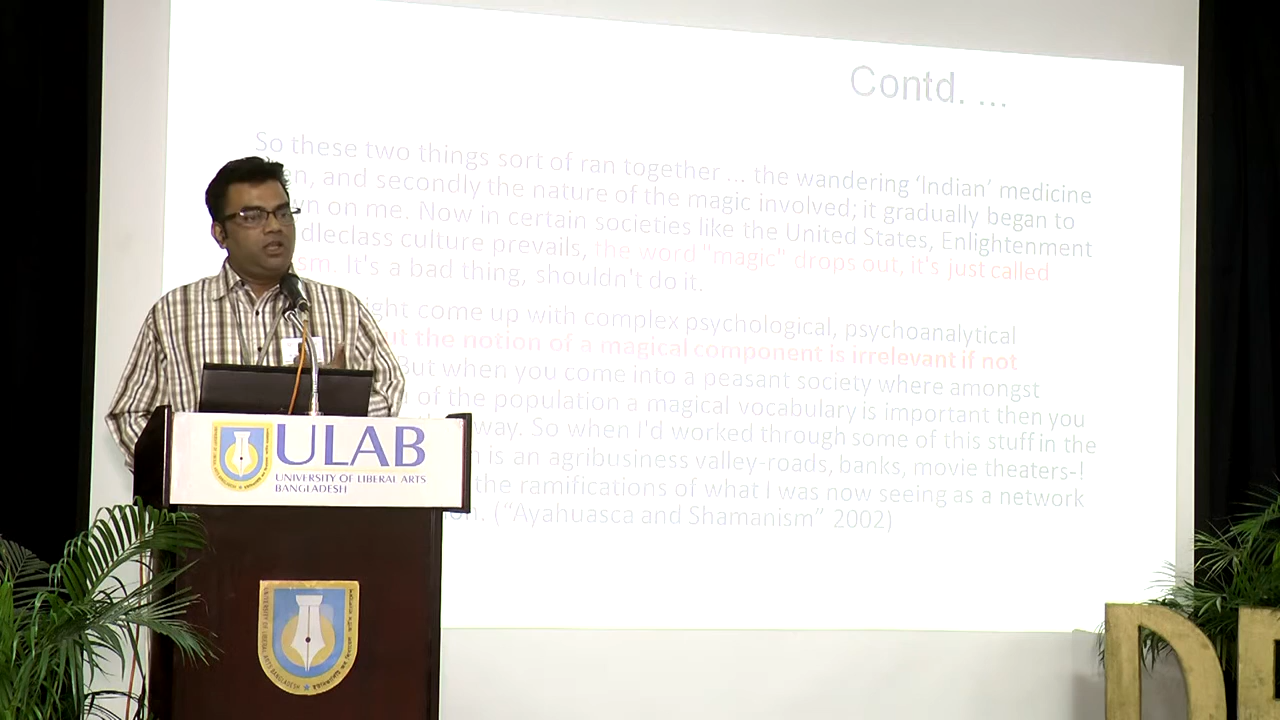 Contd. ...
So these two things sort of ran together ... the wandering ‘Indian’ medicine
and secondly the nature of the magic involved; it gradually began to
on me. Now in certain societies like the United States, Enlightenment
culture prevails, the word "magic" drops out, it's just called
It's a bad thing, shouldn't do it.
come up with complex psychological, psychoanalytical
the notion of a magical component is irrelevant if not
But when you come into a peasant society where amongst
of the population a magical vocabulary is important then you
way. So when I'd worked through some of this stuff in the
is an agribusiness valley-roads, banks, movie theaters-!
the ramifications of what I was now seeing as a network
(“Ayahuasca and Shamanism” 2002)
ULAB
UNIVERSITY OF LIBERAL ARTS
BANGLADESH
UNIVERSITY OF LIBERAL ARTS BANGLADESH